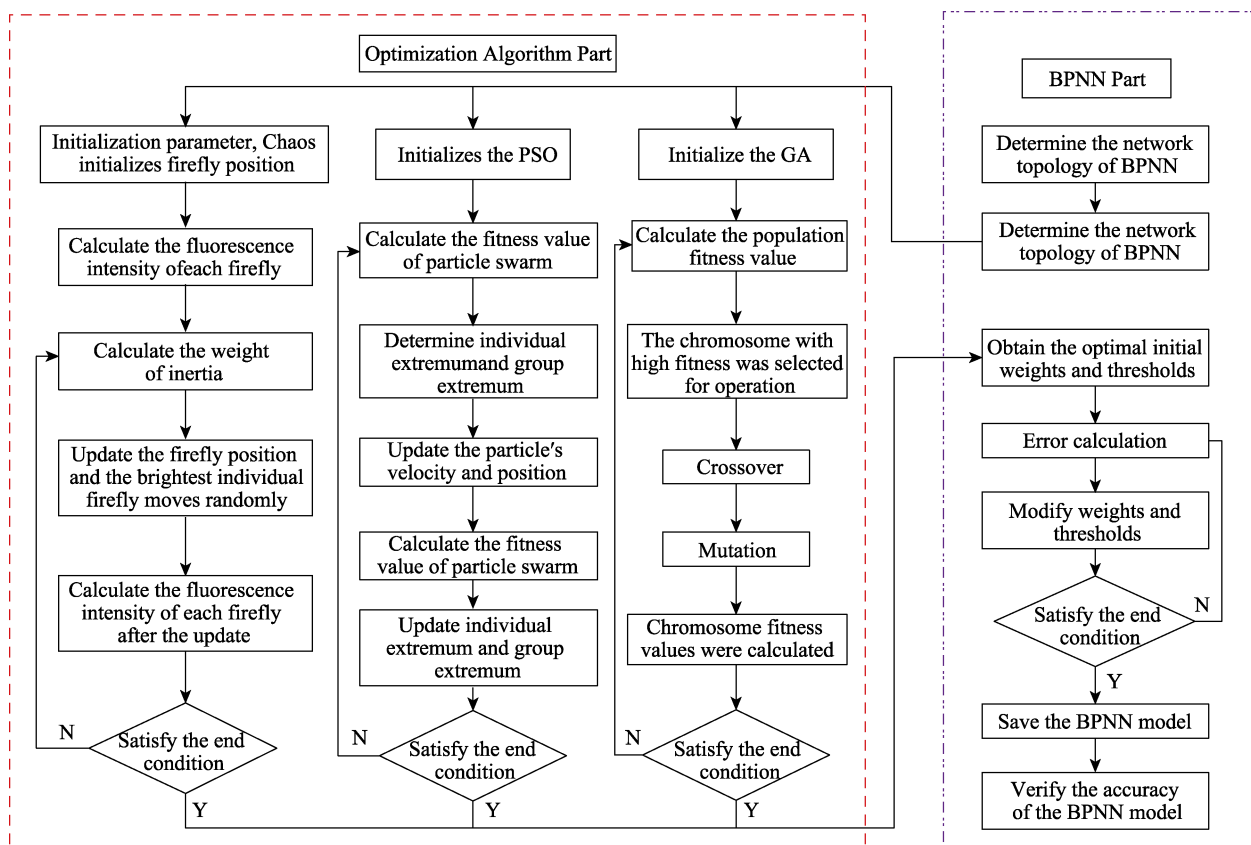 Optimization Algorithm Part
Initialization parameter, Chaos
initializes firefly position
Calculate the fluorescence
intensity ofeach firefly
Calculate the weight
of inertia
Update the firefly position
and the brightest individual
firefly moves randomly
Calculate the fluorescence
intensity of each firefly
after the update
Satisfy the end
condition
N
Y
Initializes the PSO
Calculate the fitness value
of particle swarm
Determine individual
extremumand group
extremum
Update the particle's
velocity and position
Calculate the fitness
value of particle swarm
Update individual
extremum and group
extremum
Satisfy the end
condition
N
Y
Initialize the GA
Calculate the population
fitness value
The chromosome with
high fitness was selected
for operation
Crossover
Mutation
Chromosome fitness
values were calculated
Satisfy the end
condition
N
Y
BPNN Part
Determine the network
topology of BPNN
Determine the network
topology of BPNN
Obtain the optimal initial
weights and thresholds
Error calculation
Modify weights and
thresholds
Satisfy the end
condition
N
Y
Save the BPNN model
Verify the accuracy
of the BPNN model